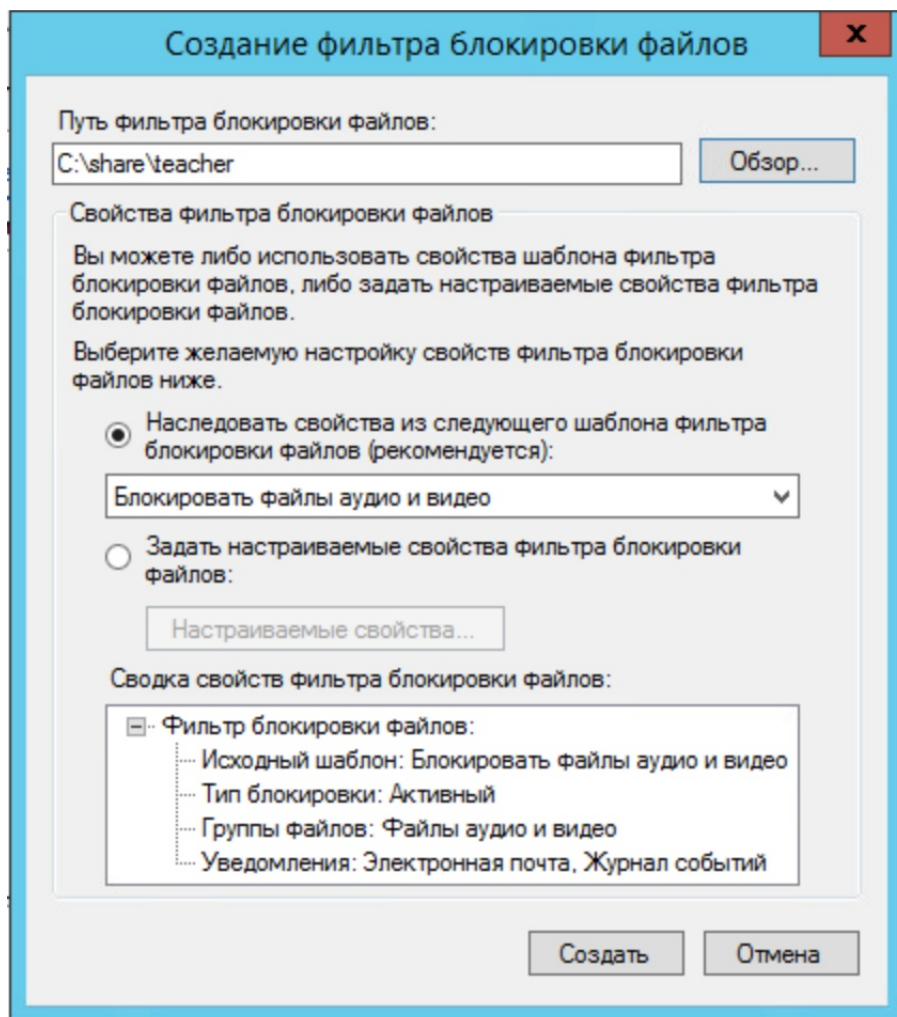 Создание фильтра блокировки файлов
x
Путь фильтра блокировки файлов:
C:\share\teacher
Обзор...
Свойства фильтра блокировки файлов
Вы можете либо использовать свойства шаблона фильтра
блокировки файлов, либо задать настраиваемые свойства фильтра
блокировки файлов.
Выберите желаемую настройку свойств фильтра блокировки
файлов ниже.
Наследовать свойства из следующего шаблона фильтра
блокировки файлов (рекомендуется):
Блокировать файлы аудио и видео
Задать настраиваемые свойства фильтра блокировки
файлов:
Настраиваемые свойства...
Сводка свойств фильтра блокировки файлов:
Фильтр блокировки файлов:
Исходный шаблон: Блокировать файлы аудио и видео
Тип блокировки: Активный
Группы файлов: Файлы аудио и видео
Уведомления: Электронная почта, Журнал событий
Создать
Отмена